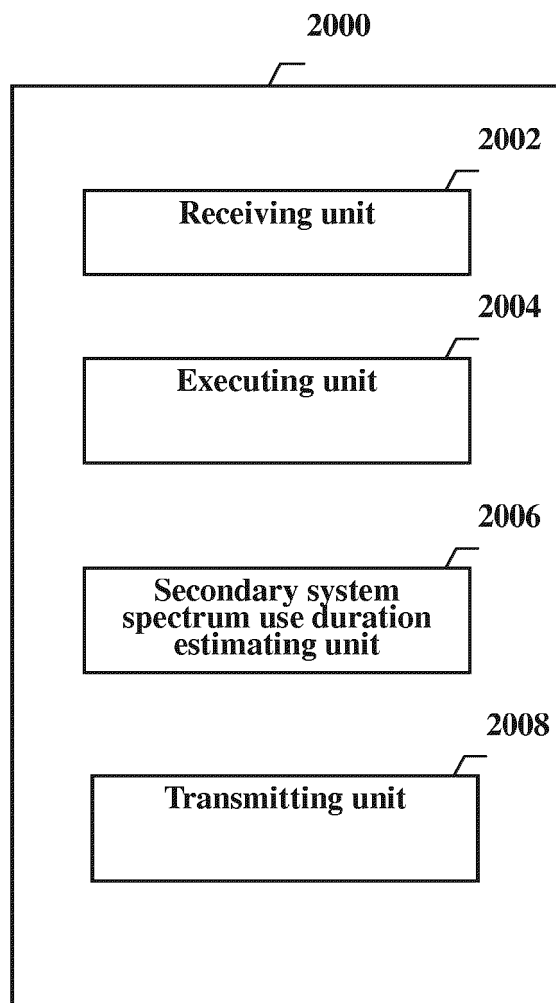 2000
2002
Receiving unit
2004
Executing unit
2006
Secondary system
spectrum use duration
estimating unit
2008
Transmitting unit